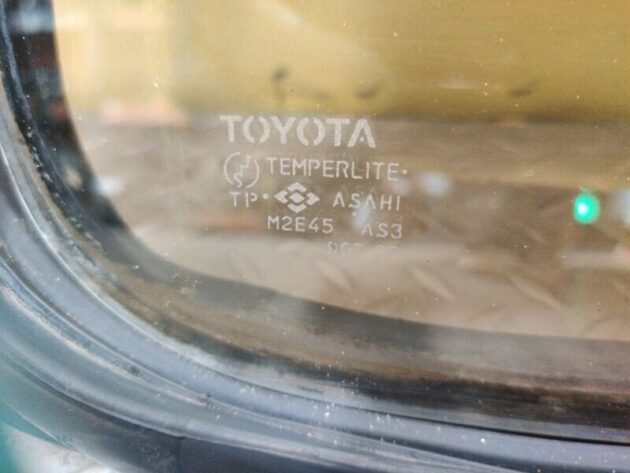 TOYOTA
TEMPERLITE•
TP• ASAHI
M2E45 AS3